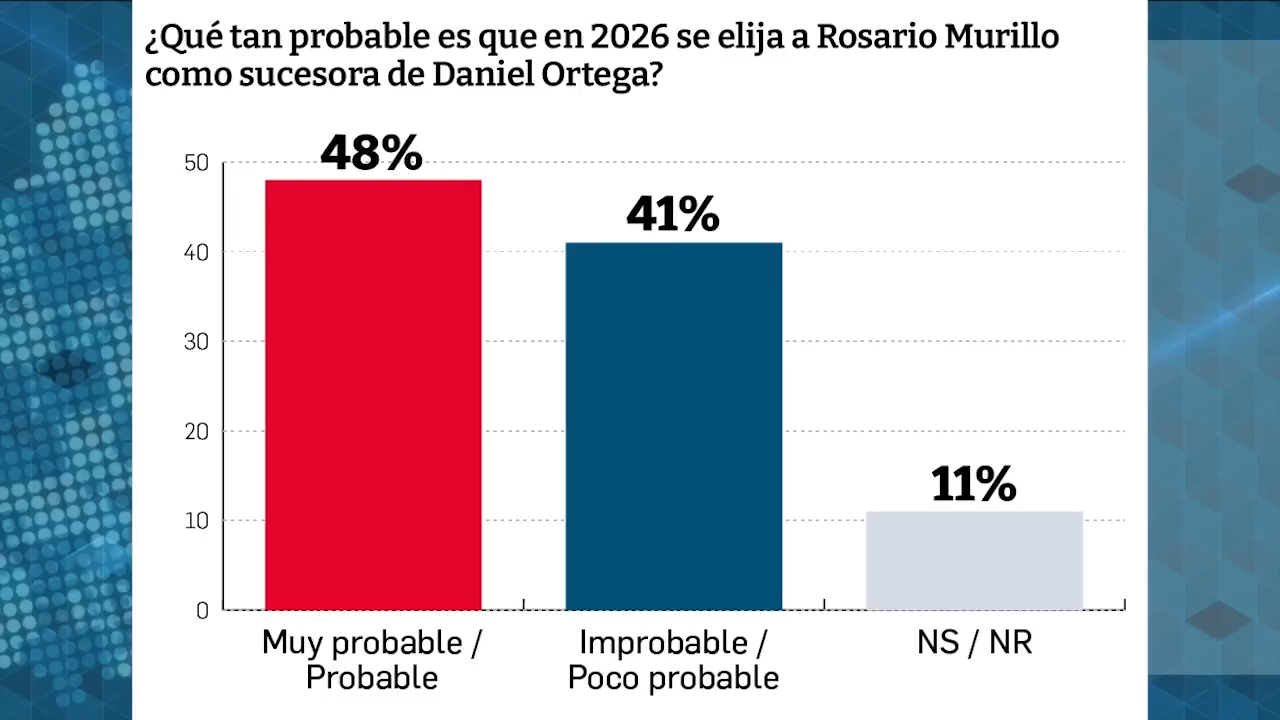 ¿Qué tan probable es que en 2026 se elija a Rosario Murillo
como sucesora de Daniel Ortega?
50
40
30
20
10
0
48%
41%
11%
Muy probable /
Probable
Improbable /
Poco probable
NS / NR